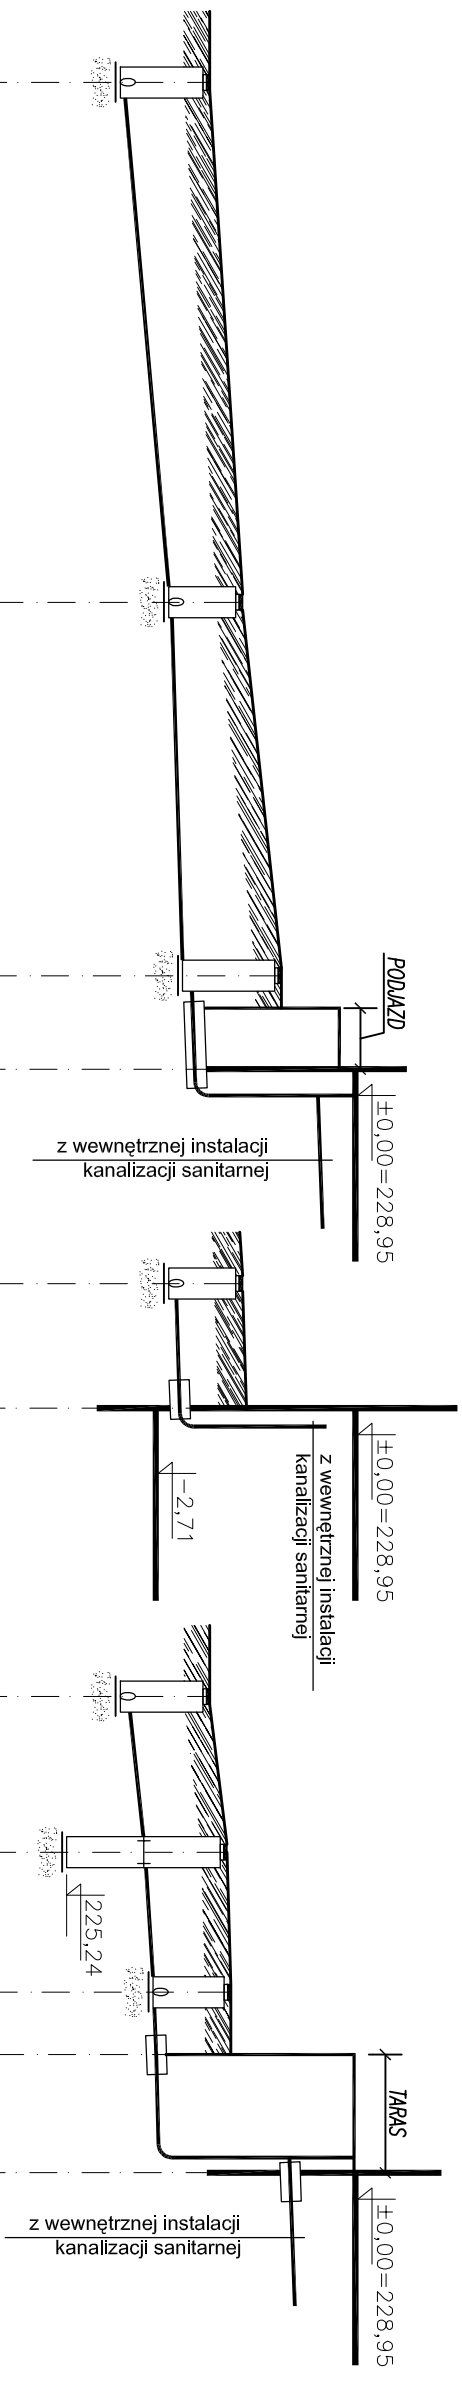 PODJAZD
±0,00=228,95
z wewnętrznej instalacji
kanalizacji sanitarnej
±0,00=228,95
z wewnętrznej instalacji
kanalizacji sanitarnej
-2,71
225,24
TARAS
±0,00=228,95
z wewnętrznej instalacji
kanalizacji sanitarnej